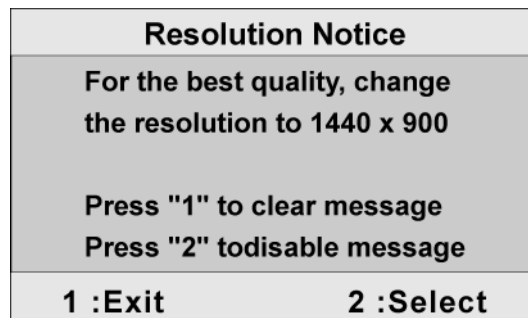 Resolution Notice
For the best quality, change
the resolution to 1440 x 900
Press "1" to clear message
Press "2" todisable message
1 :Exit 2 :Select